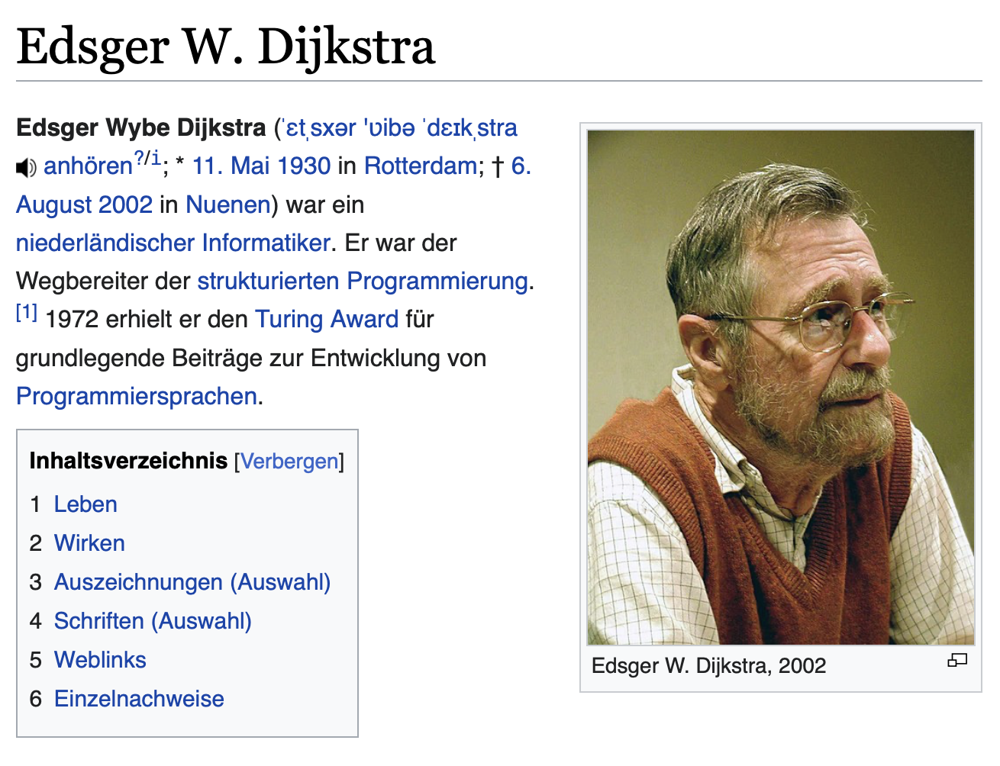 Edsger W. Dijkstra
Edsger Wybe Dijkstra (ˈɛtˌsxər 'ʋibə ˈdɛɪkˌstra
anhören?/i; * 11. Mai 1930 in Rotterdam; † 6.
August 2002 in Nuenen) war ein
niederländischer Informatiker. Er war der
Wegbereiter der strukturierten Programmierung.
[1] 1972 erhielt er den Turing Award für
grundlegende Beiträge zur Entwicklung von
Programmiersprachen.
Inhaltsverzeichnis [Verbergen]
1 Leben
2 Wirken
3 Auszeichnungen (Auswahl)
4 Schriften (Auswahl)
5 Weblinks
6 Einzelnachweise
Edsger W. Dijkstra, 2002